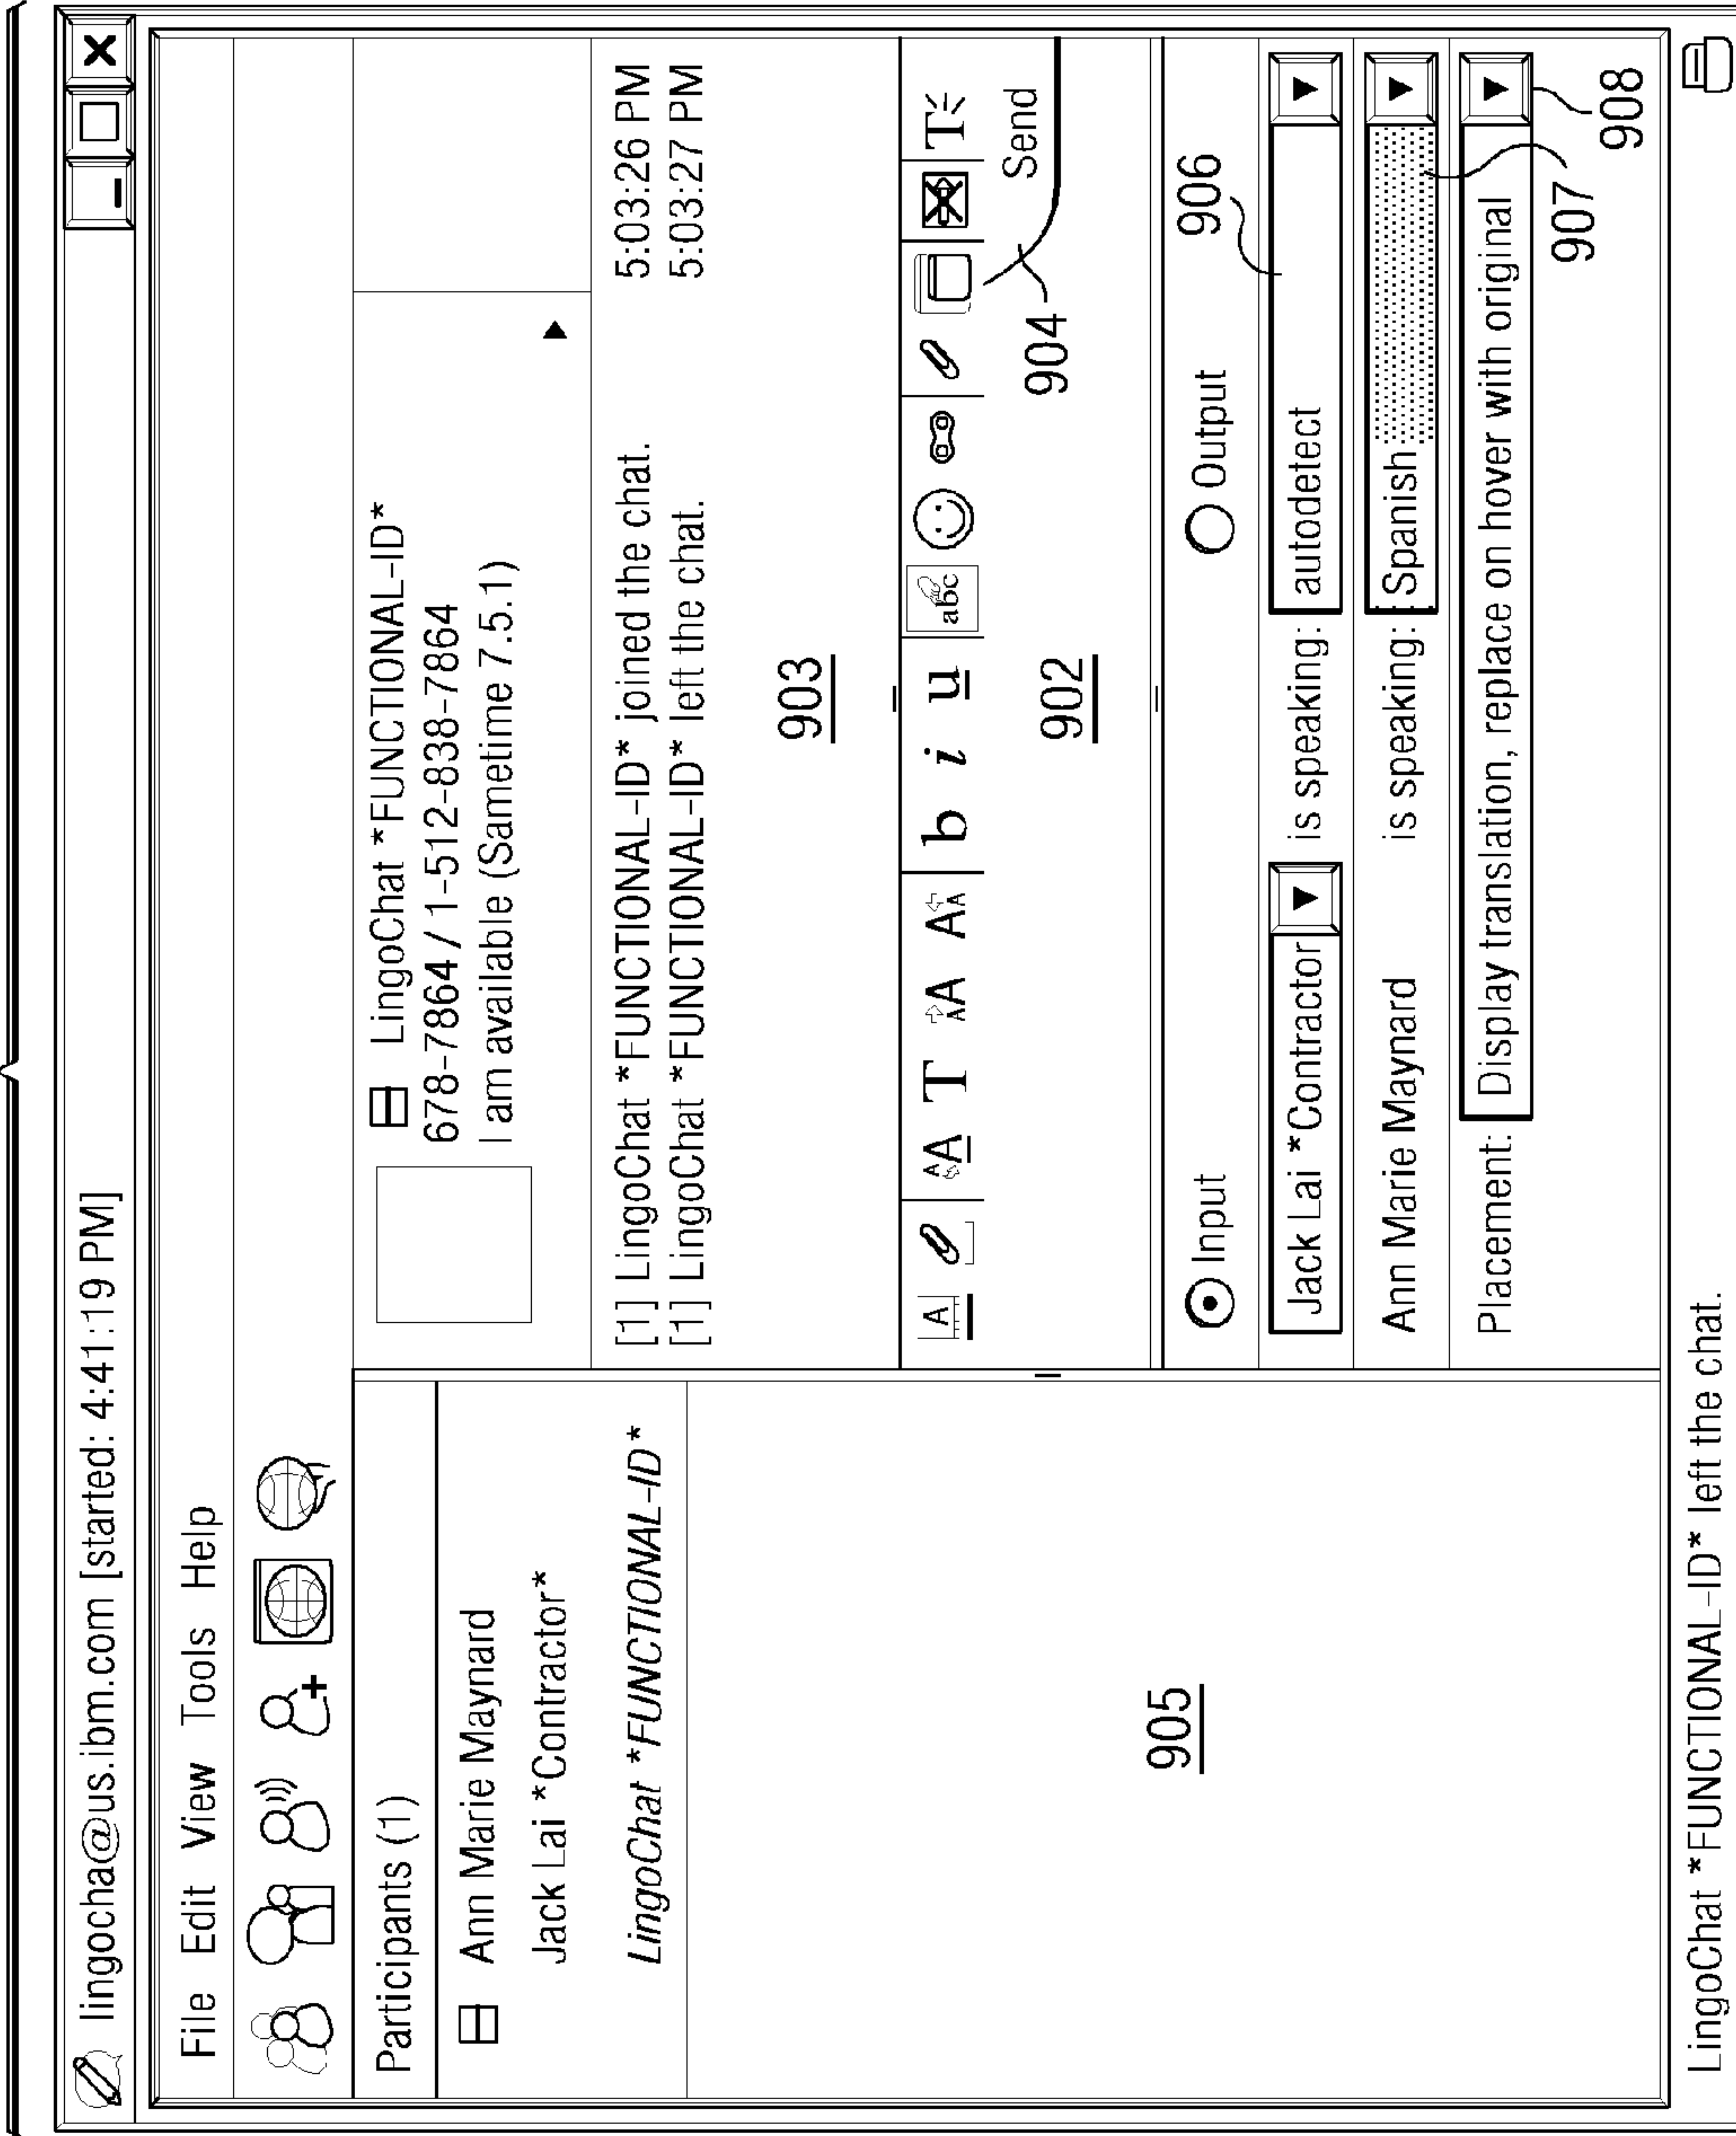 lingocha@us.ibm.com [started: 4:41:19 PM]
File Edit View Tools Help
Participants (1)
Ann Marie Maynard
Jack Lai *Contractor*
LingoChat *FUNCTIONAL-ID*
905
LingoChat *FUNCTIONAL-ID*
678-7864 / 1-512-838-7864
I am available (Sametime 7.5.1)
[1] LingoChat *FUNCTIONAL-ID* joined the chat. 5:03:26 PM
[1] LingoChat *FUNCTIONAL-ID* left the chat. 5:03:27 PM
903
A AA T AA AA b i u abc T
Send
904
902
Input Output
906
Jack Lai *Contractor is speaking: autodetect
Ann Marie Maynard is speaking: Spanish
Placement: Display translation, replace on hover with original
907
908
LingoChat *FUNCTIONAL-ID* left the chat.